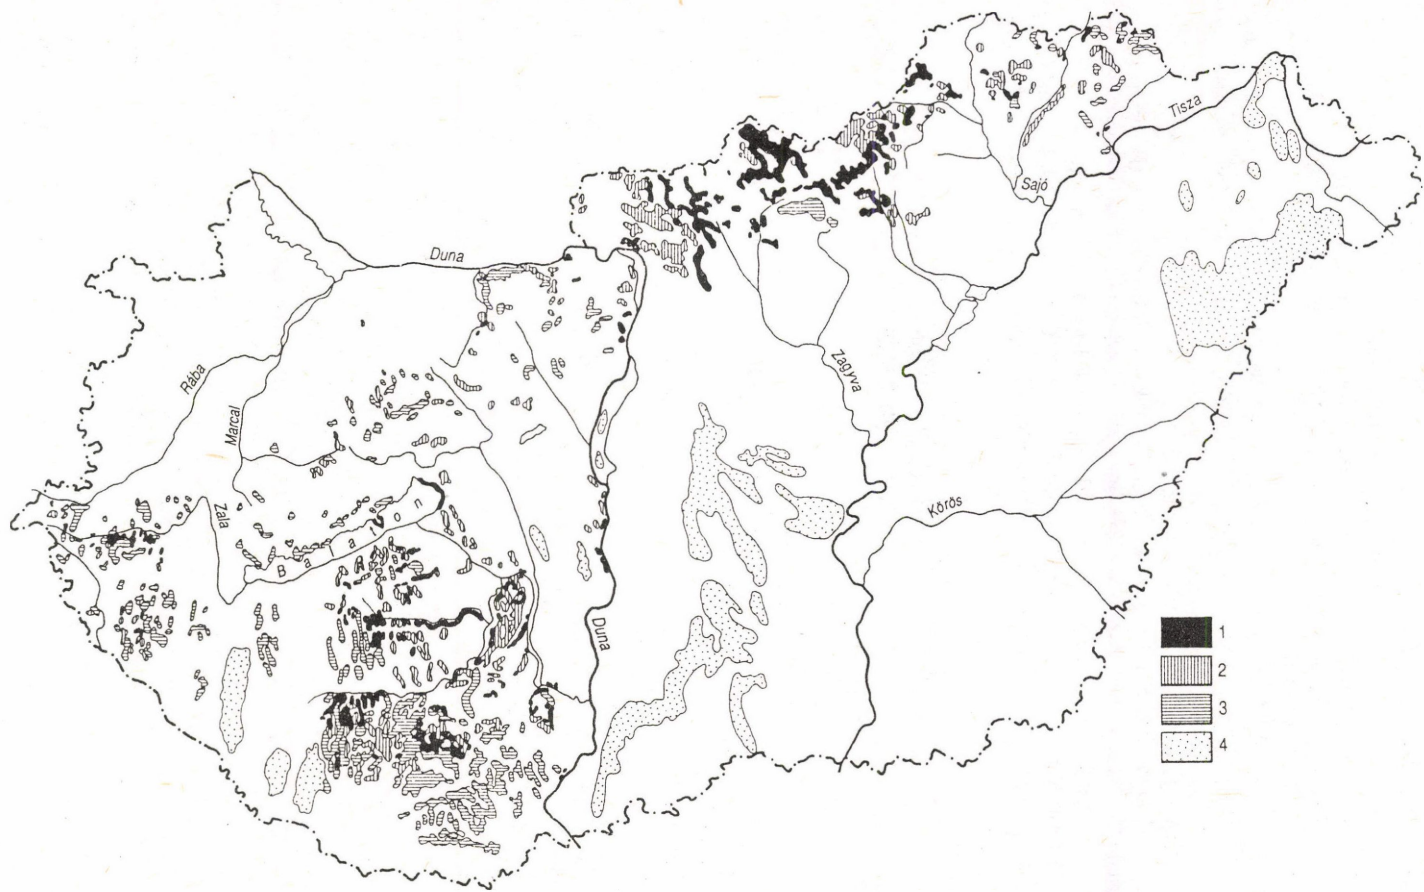 Tisza
Sajó
Duna
Zagyva
Rába
Marcal
Zala
Balaton
Körös
Duna
1
2
3
4